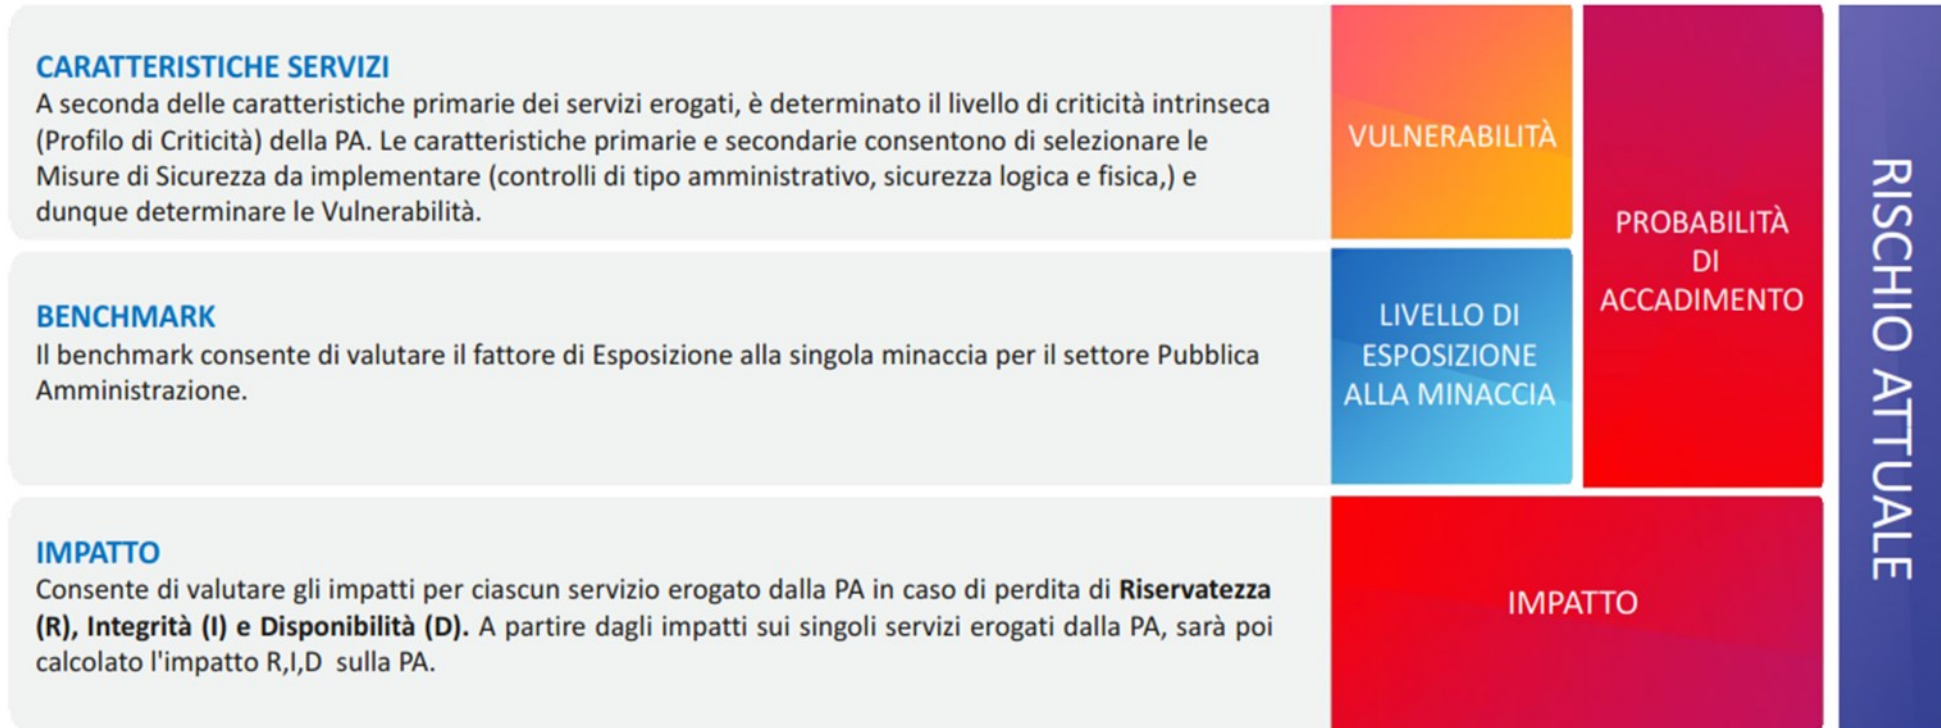 CARATTERISTICHE SERVIZI
A seconda delle caratteristiche primarie dei servizi erogati, è determinato il livello di criticità intrinseca
(Profilo di Criticità) della PA. Le caratteristiche primarie e secondarie consentono di selezionare le
Misure di Sicurezza da implementare (controlli di tipo amministrativo, sicurezza logica e fisica,) e
dunque determinare le Vulnerabilità.
VULNERABILITÀ
BENCHMARK
Il benchmark consente di valutare il fattore di Esposizione alla singola minaccia per il settore Pubblica
Amministrazione.
LIVELLO DI
ESPOSIZIONE
ALLA MINACCIA
PROBABILITÀ
DI
ACCADIMENTO
IMPATTO
Consente di valutare gli impatti per ciascun servizio erogato dalla PA in caso di perdita di Riservatezza
(R), Integrità (I) e Disponibilità (D). A partire dagli impatti sui singoli servizi erogati dalla PA, sarà poi
calcolato l'impatto R,I,D sulla PA.
IMPATTO
RISCHIO ATTUALE